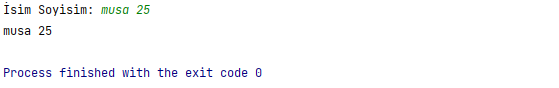 İsim Soyisim: musa 25
musa 25
Process finished with the exit code 0